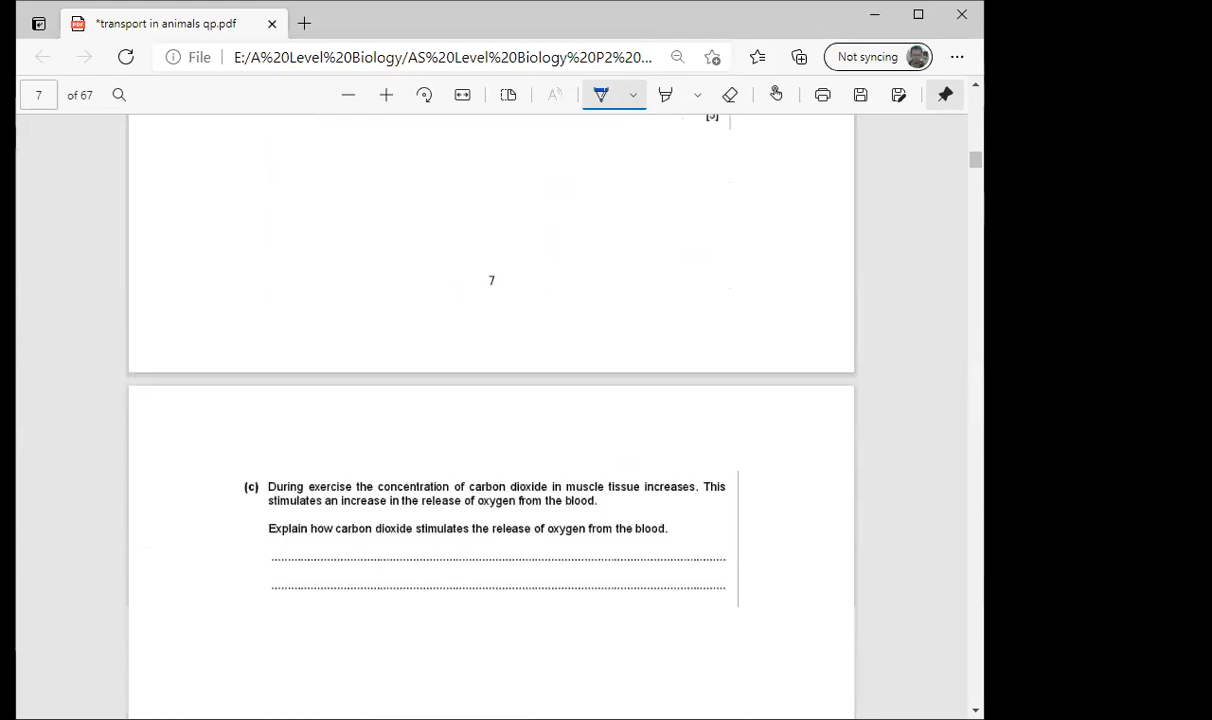 *transport in animals qp.pdf
File
E:/A%20Level%20Biology/AS%20Level%20Biology%20P2%20...
Not syncing
7
of 67
7
(c) During exercise the concentration of carbon dioxide in muscle tissue increases. This
stimulates an increase in the release of oxygen from the blood.
Explain how carbon dioxide stimulates the release of oxygen from the blood.